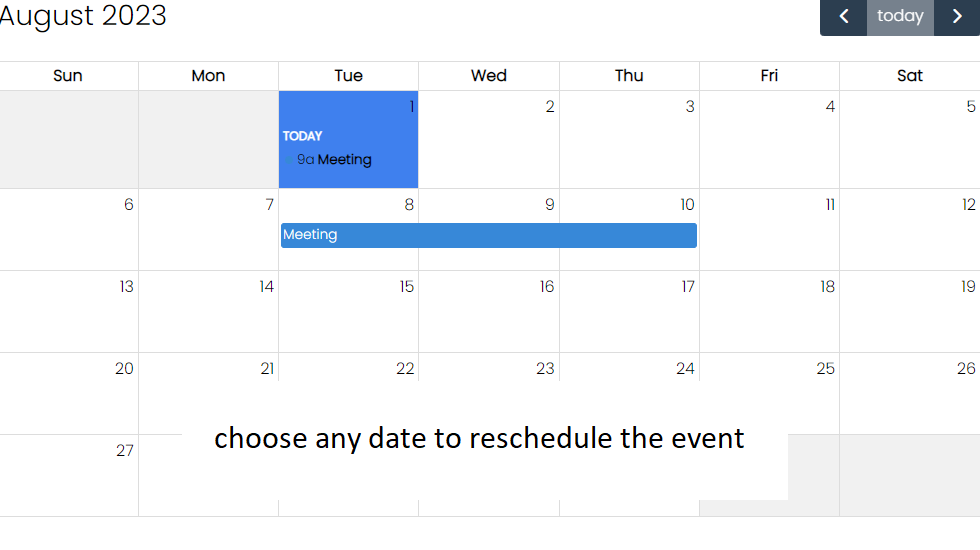 August 2023
today
Sun Mon Tue Wed Thu Fri Sat
1 2 3 4 5
TODAY
9a Meeting
6 7 8 9 10 11 12
Meeting
13 14 15 16 17 18 19
20 21 22 23 24 25 26
choose any date to reschedule the event
27